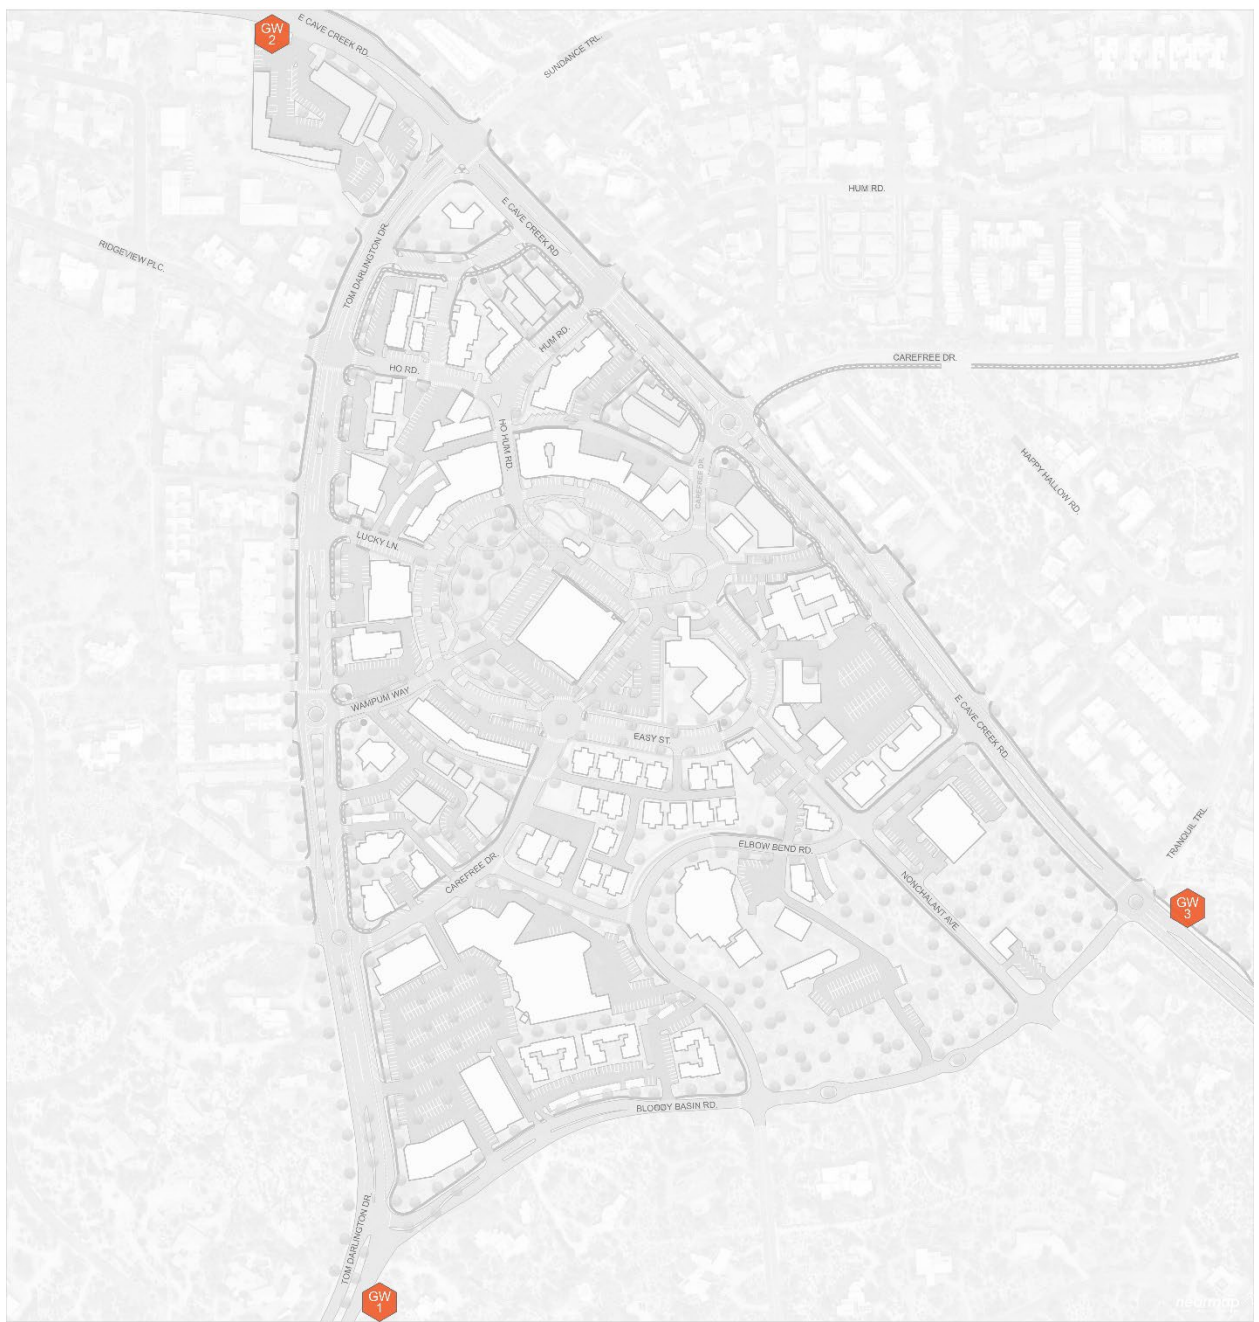 GW
2
E CAVE CREEK RD.
SUNDANCE TRL.
HUM RD.
E CAVE CREEK RD
RIDGEVIEW PLC.
TOM DARLINGTON DR.
HUM RD.
CAREFREE DR.
HO RD.
HO HUM RD.
CAREFREE DR.
HAPPY HALLOW RD.
LUCKY LN.
WAMPUM WAY
EASY ST.
E CAVE CREEK RD.
TRANQUIL TRL.
ELBOW BEND RD.
CAREFREE DR.
NONCHALANT AVE
GW
3
BLOODY BASIN RD.
TOM DARLINGTON DR.
GW
1
nearmap